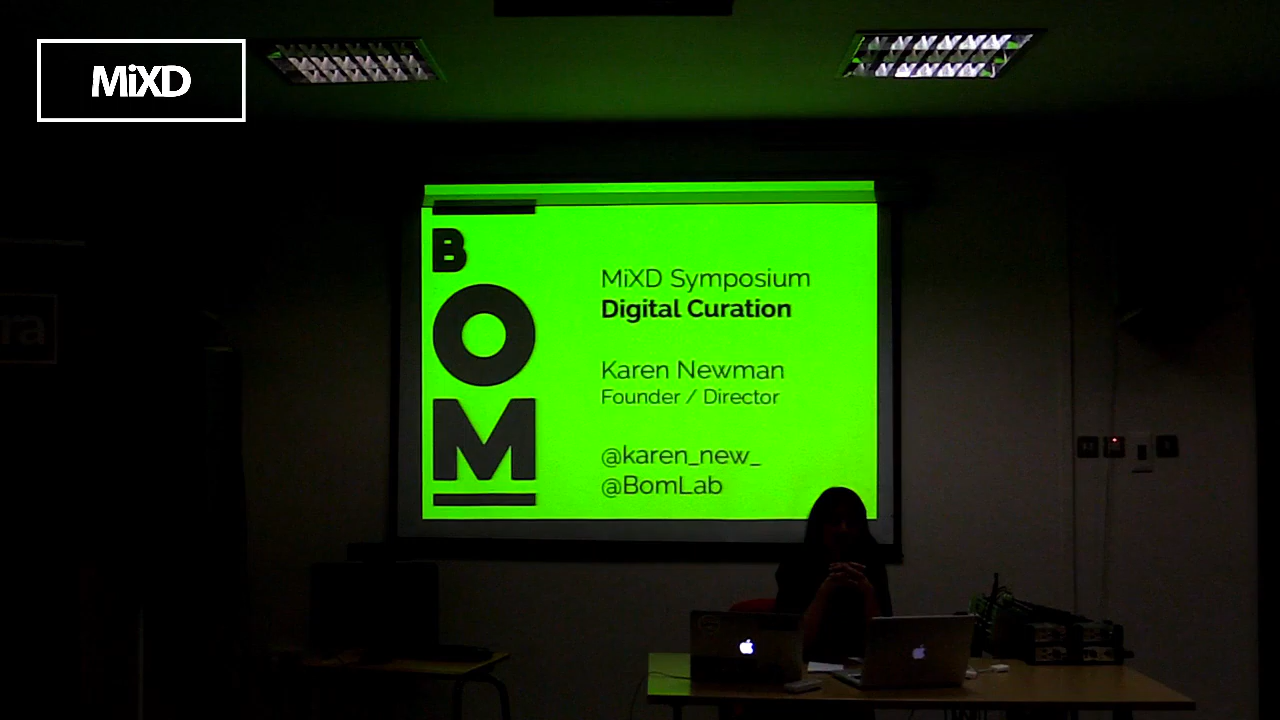 MiXD
B
O
M
MiXD Symposium
Digital Curation
Karen Newman
Founder / Director
@karen_new_
@BomLab